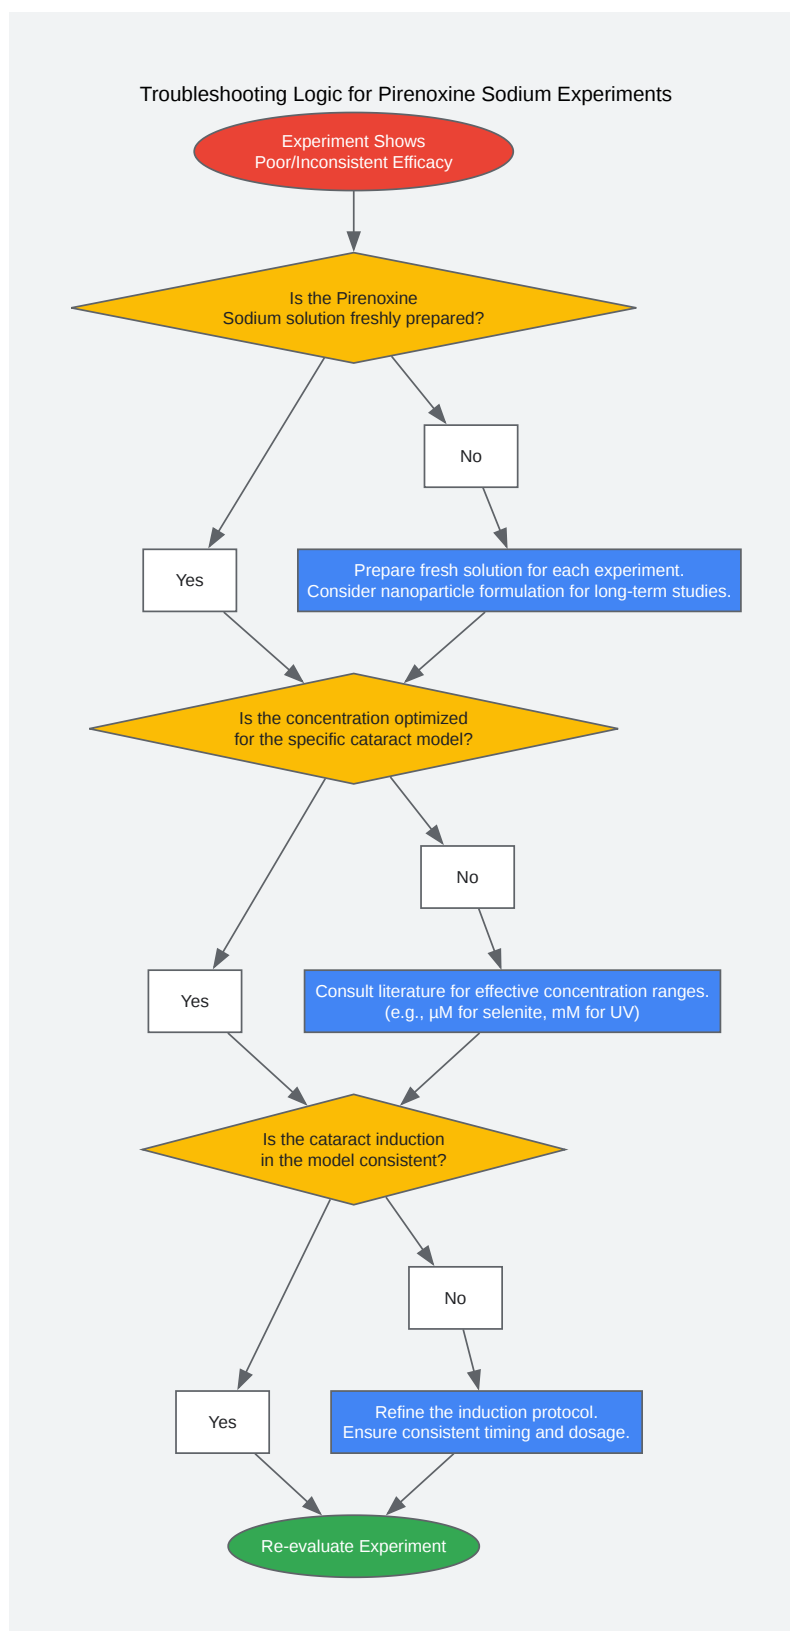 Troubleshooting Logic for Pirenoxine Sodium Experiments
Experiment Shows
Poor/Inconsistent Efficacy
Is the Pirenoxine
Sodium solution freshly prepared?
No
Yes
Prepare fresh solution for each experiment.
Consider nanoparticle formulation for long-term studies.
Is the concentration optimized
for the specific cataract model?
No
Yes
Consult literature for effective concentration ranges.
(e.g., µM for selenite, mM for UV)
Is the cataract induction
in the model consistent?
No
Yes
Refine the induction protocol.
Ensure consistent timing and dosage.
Re-evaluate Experiment